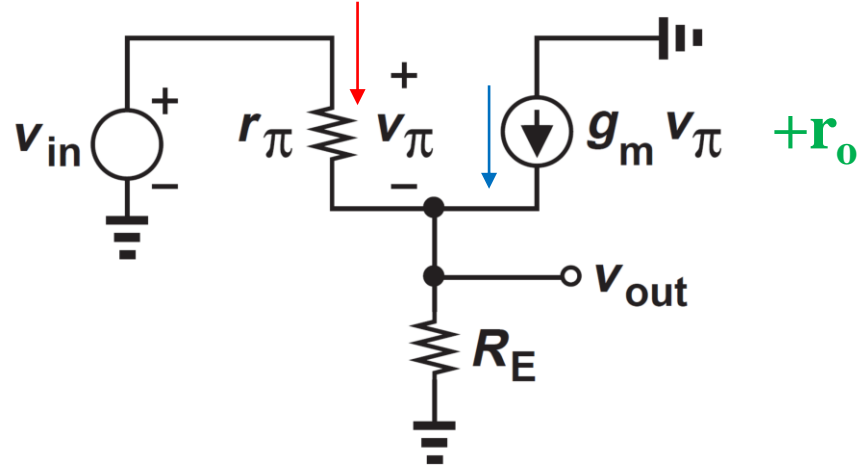 +
v_in
−
r_π
+
v_π
−
g_m v_π
+r_o
v_out
R_E